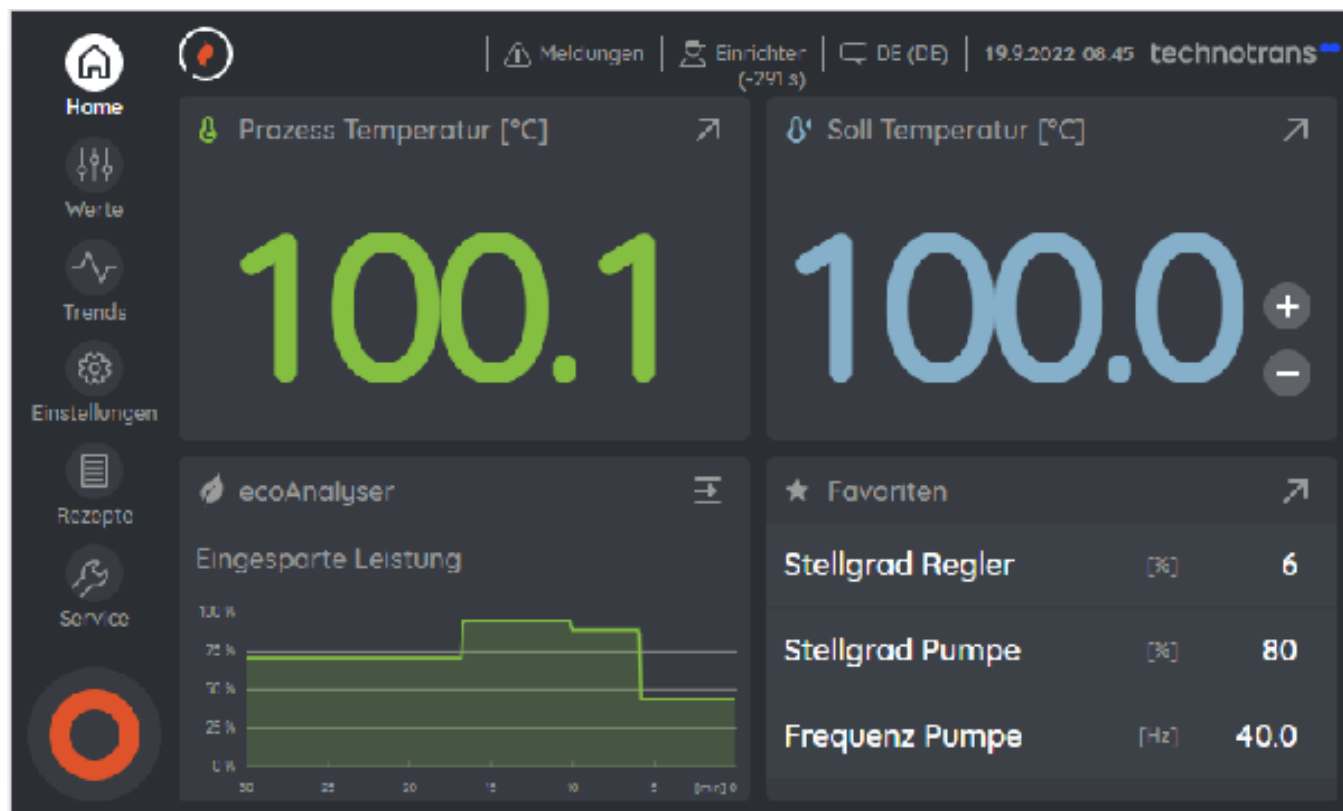 Home
Werte
Trends
Einstellungen
Rezepte
Service
Meldungen
Einrichter
(-291 s)
DE (DE)
19.9.2022 08:45
technotrans
Prozess Temperatur [°C]
100.1
Soll Temperatur [°C]
100.0
+
−
ecoAnalyser
Eingesparte Leistung
100 %
75 %
50 %
25 %
0 %
30 25 20 15 10 5 [min] 0
Favoriten
Stellgrad Regler [%] 6
Stellgrad Pumpe [%] 80
Frequenz Pumpe [Hz] 40.0